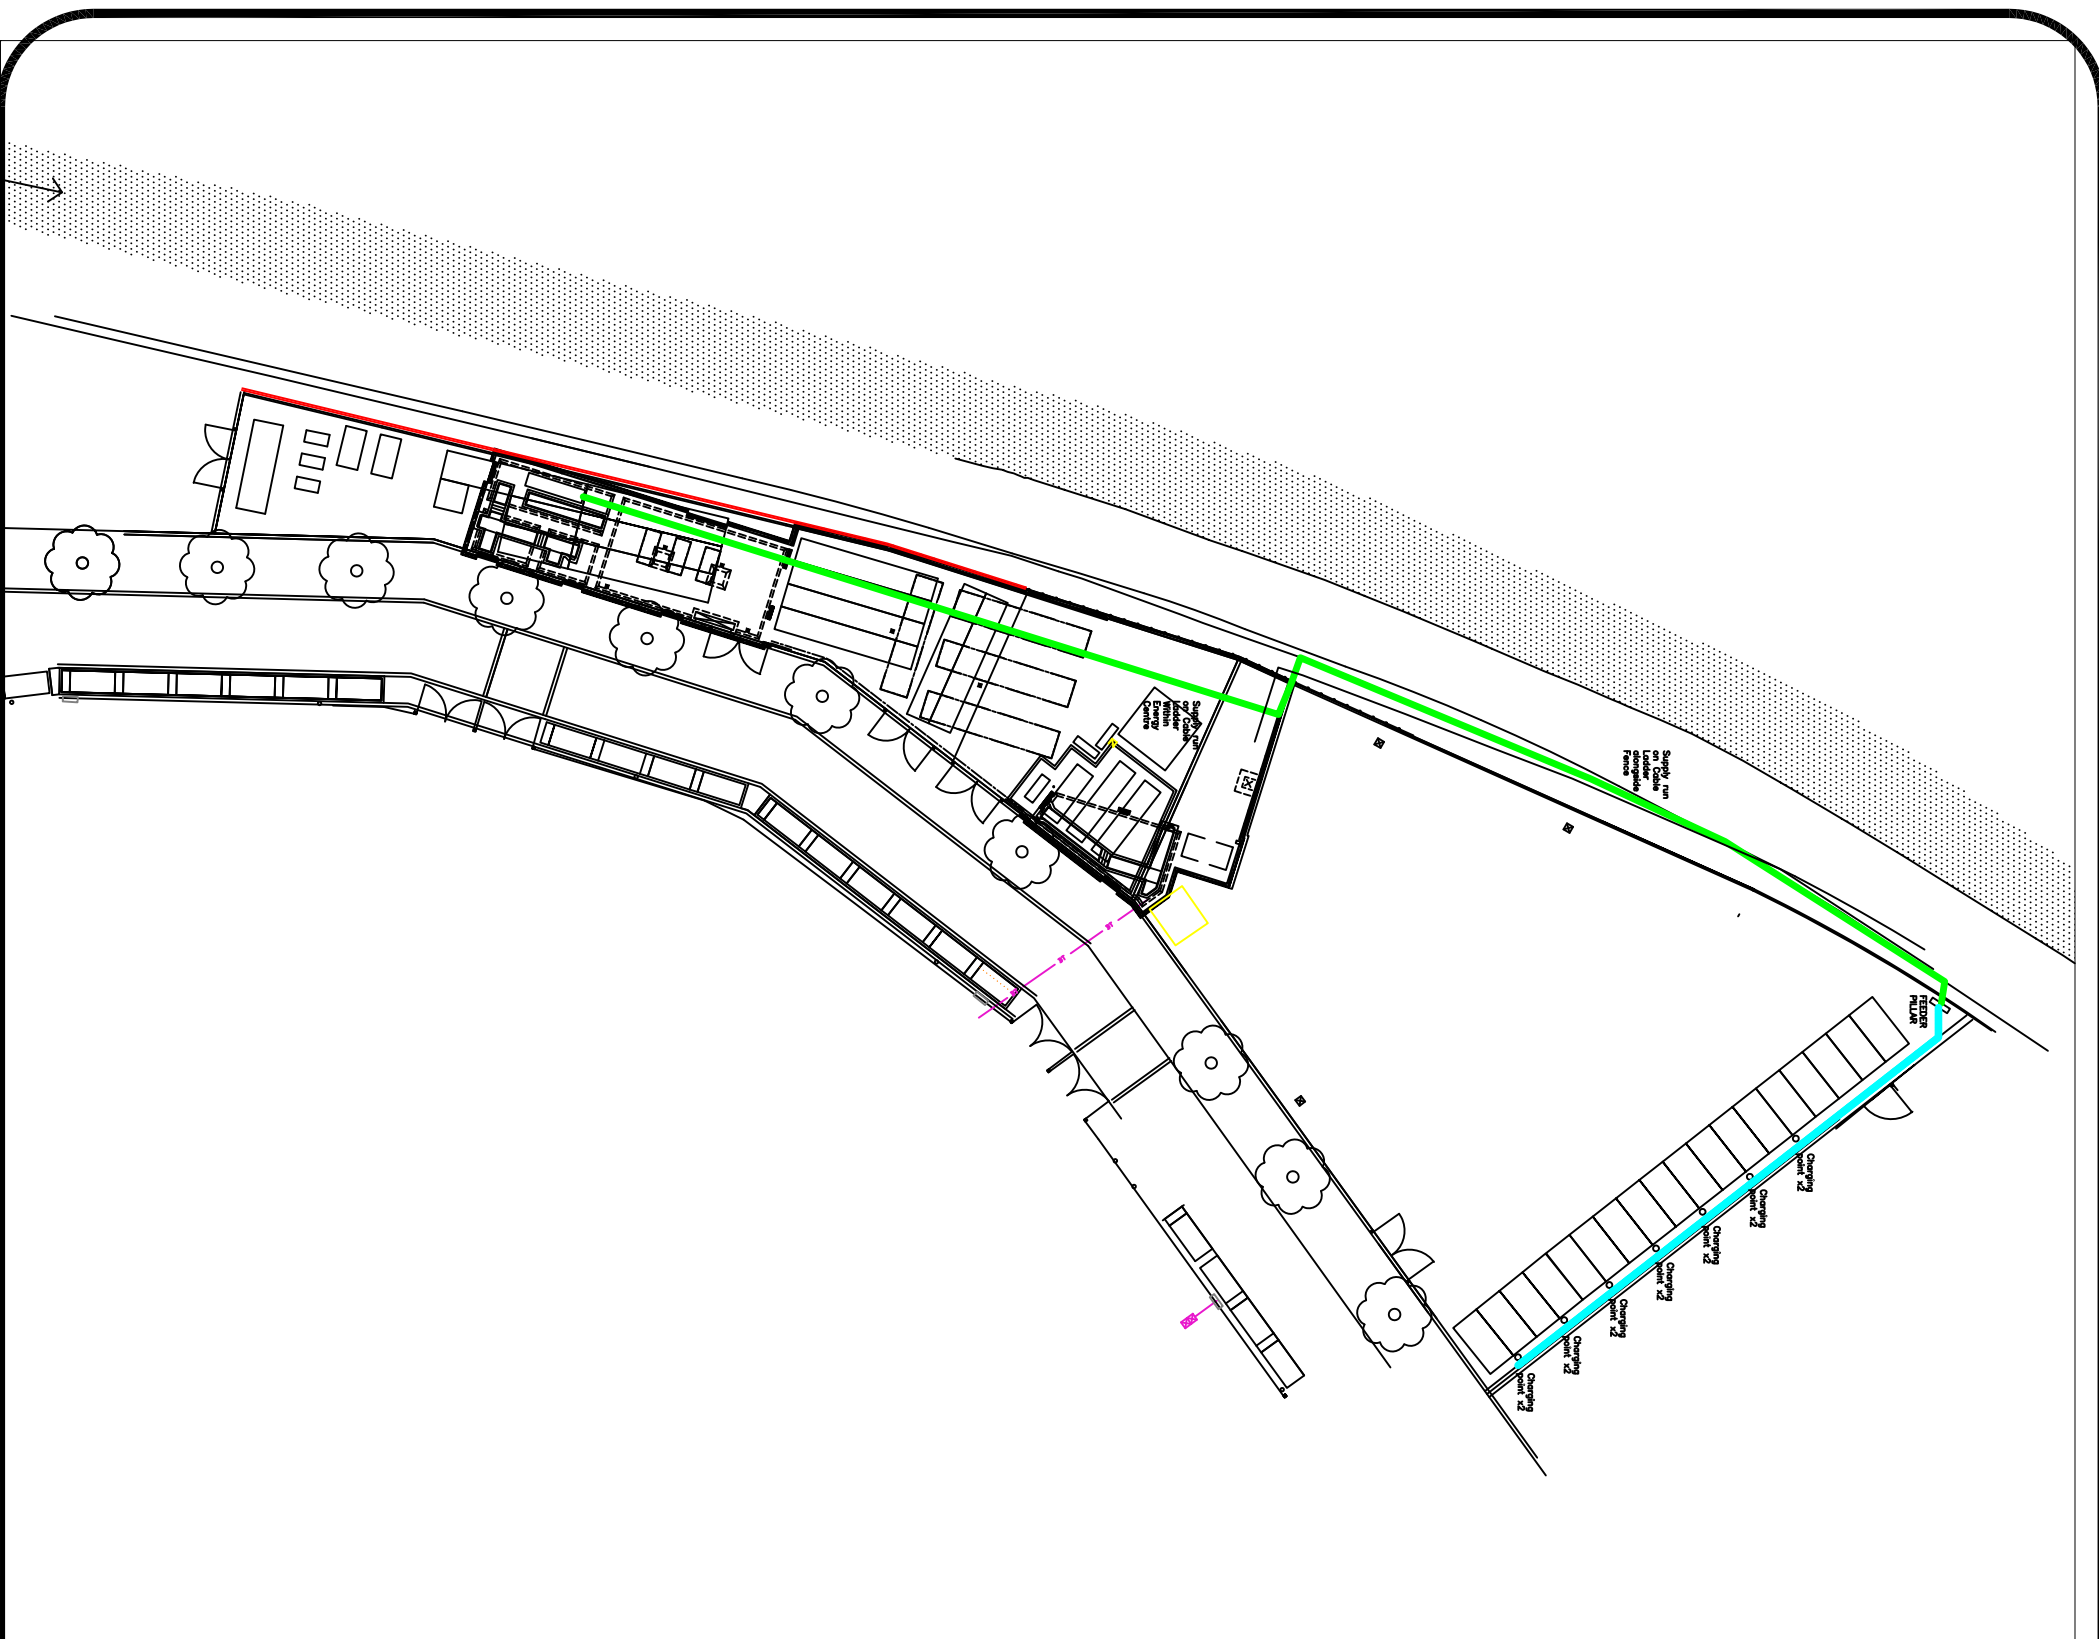 Supply run
on Cable
Ladder
Within
Energy
Centre
Supply run
on Cable
Ladder
alongside
Fence
FEEDER
PILLAR
Charging
point x2
Charging
point x2
Charging
point x2
Charging
point x2
Charging
point x2
Charging
point x2
Charging
point x2
BT
BT